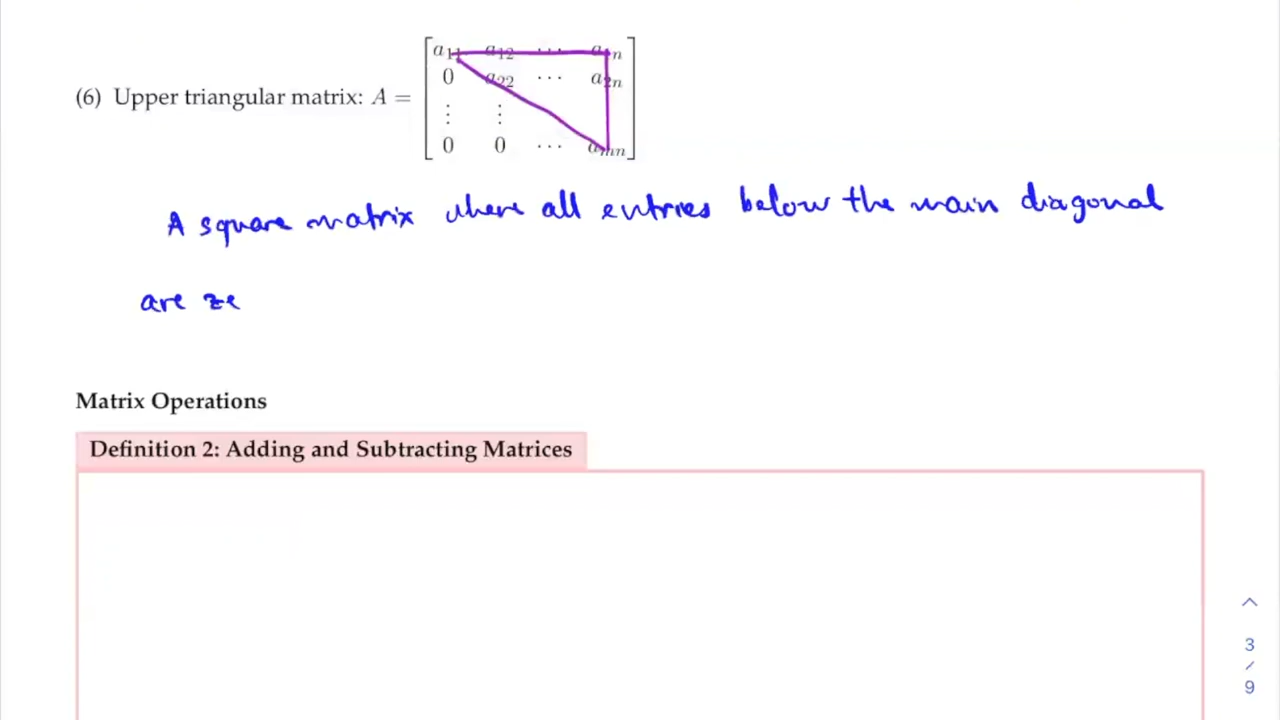 (6) Upper triangular matrix: A =
a11 a12 ⋯ a1n
0 a22 ⋯ a2n
⋮ ⋮
0 0 ⋯ amn
A square matrix where all entries below the main diagonal
are ze
Matrix Operations
Definition 2: Adding and Subtracting Matrices
3
/
9